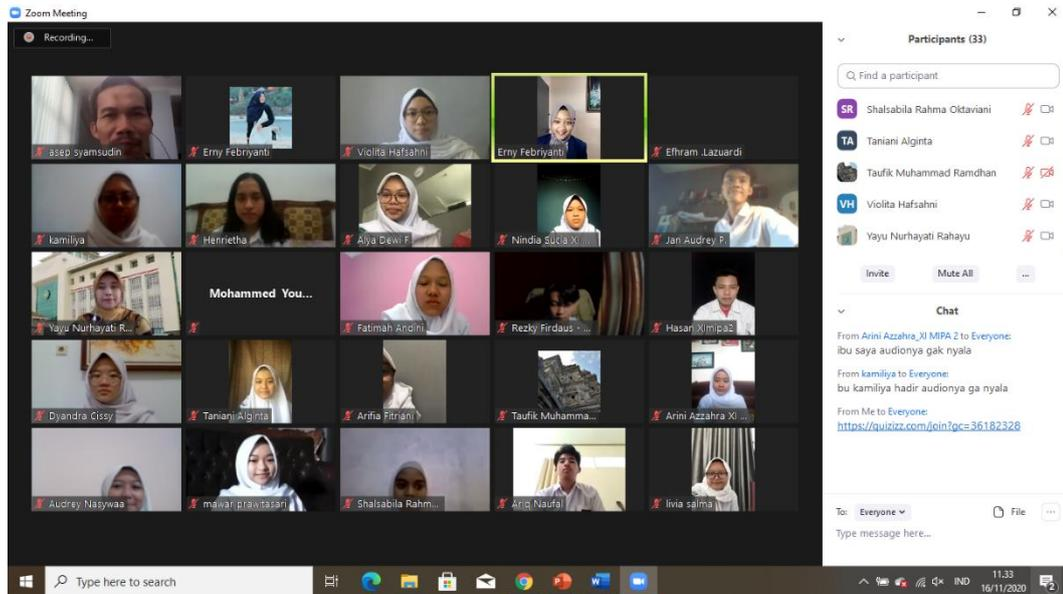 Zoom Meeting
Recording...
Participants (33)
Find a participant
SR Shalsabila Rahma Oktaviani
TA Taniani Alginta
Taufik Muhammad Ramdhan
VH Violita Hafsahni
Yayu Nurhayati Rahayu
Invite Mute All ...
Chat
From Arini Azzahra_XI MIPA 2 to Everyone:
ibu saya audionya gak nyala
From kamiliya to Everyone:
bu kamiliya hadir audionya ga nyala
From Me to Everyone:
https://quizizz.com/join?gc=36182328
To: Everyone File ...
Type message here...
asep syamsudin Erny Febriyanti Violita Hafsahni Erny Febriyanti Efhram .Lazuardi
kamiliya Henrietha Alya Dewi F Nindia Sucia XI ... Jan Audrey P.
Mohammed You...
Yayu Nurhayati R... Fatimah Andini Rezky Firdaus - ... Hasan XImipa2
Dyandra Cissy Taniani Alginta Arifia Fitriani Taufik Muhamma... Arini Azzahra XI ...
Audrey Nasywaa mawar prawitasari Shalsabila Rahm... Ariq Naufal livia salma
Type here to search
IND
11.33
16/11/2020
2